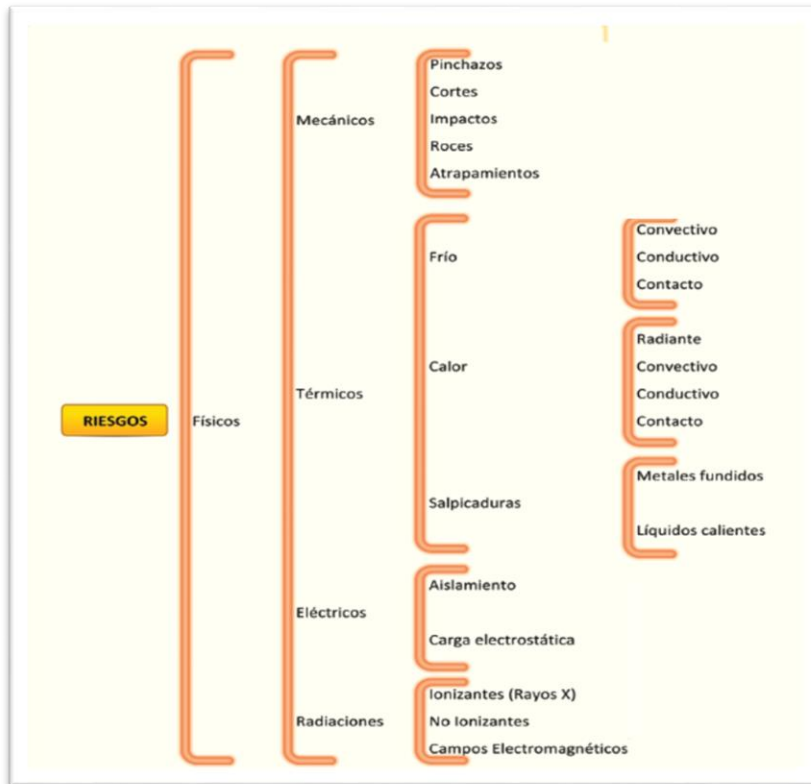 RIESGOS
Físicos
Mecánicos
Pinchazos
Cortes
Impactos
Roces
Atrapamientos
Térmicos
Frío
Convectivo
Conductivo
Contacto
Calor
Radiante
Convectivo
Conductivo
Contacto
Salpicaduras
Metales fundidos
Líquidos calientes
Eléctricos
Aislamiento
Carga electrostática
Radiaciones
Ionizantes (Rayos X)
No Ionizantes
Campos Electromagnéticos